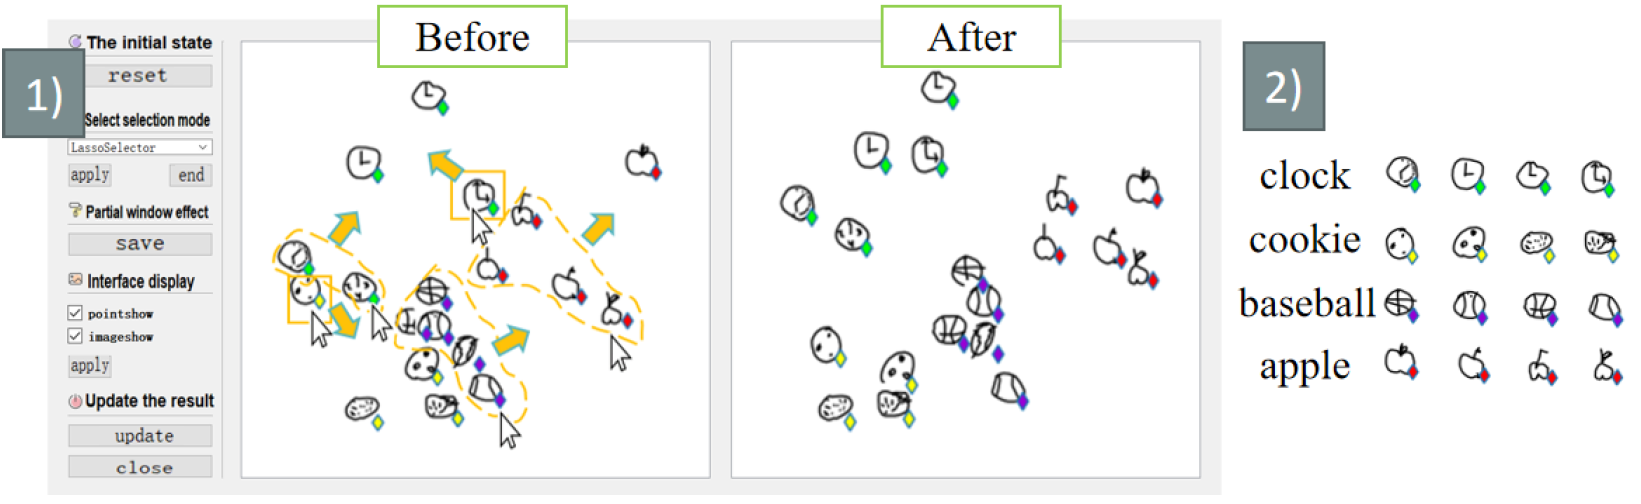 1)
The initial state
reset
Select selection mode
LassoSelector
apply
end
Partial window effect
save
Interface display
pointshow
imageshow
apply
Update the result
update
close
Before
After
2)
clock
cookie
baseball
apple